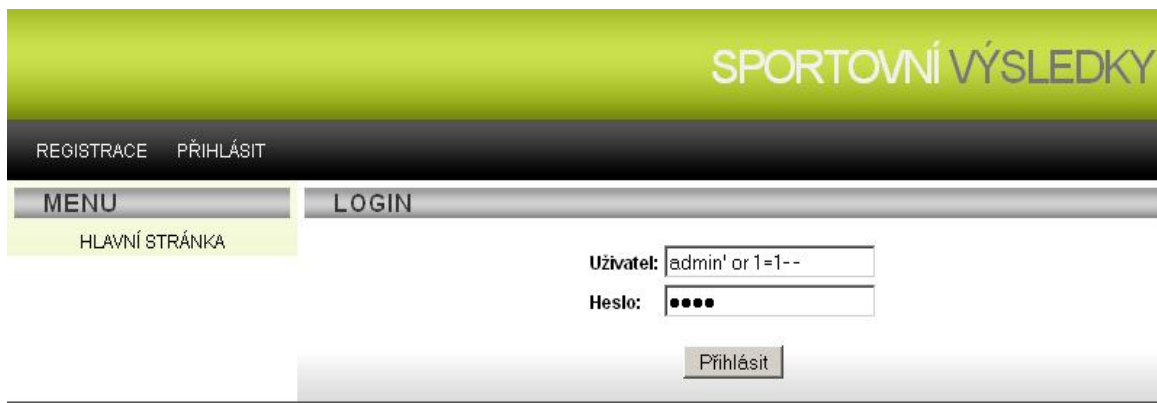 SPORTOVNÍ VÝSLEDKY
REGISTRACE PŘIHLÁSIT
MENU
HLAVNÍ STRÁNKA
LOGIN
Uživatel: admin' or 1=1--
Heslo: ●●●●
Přihlásit